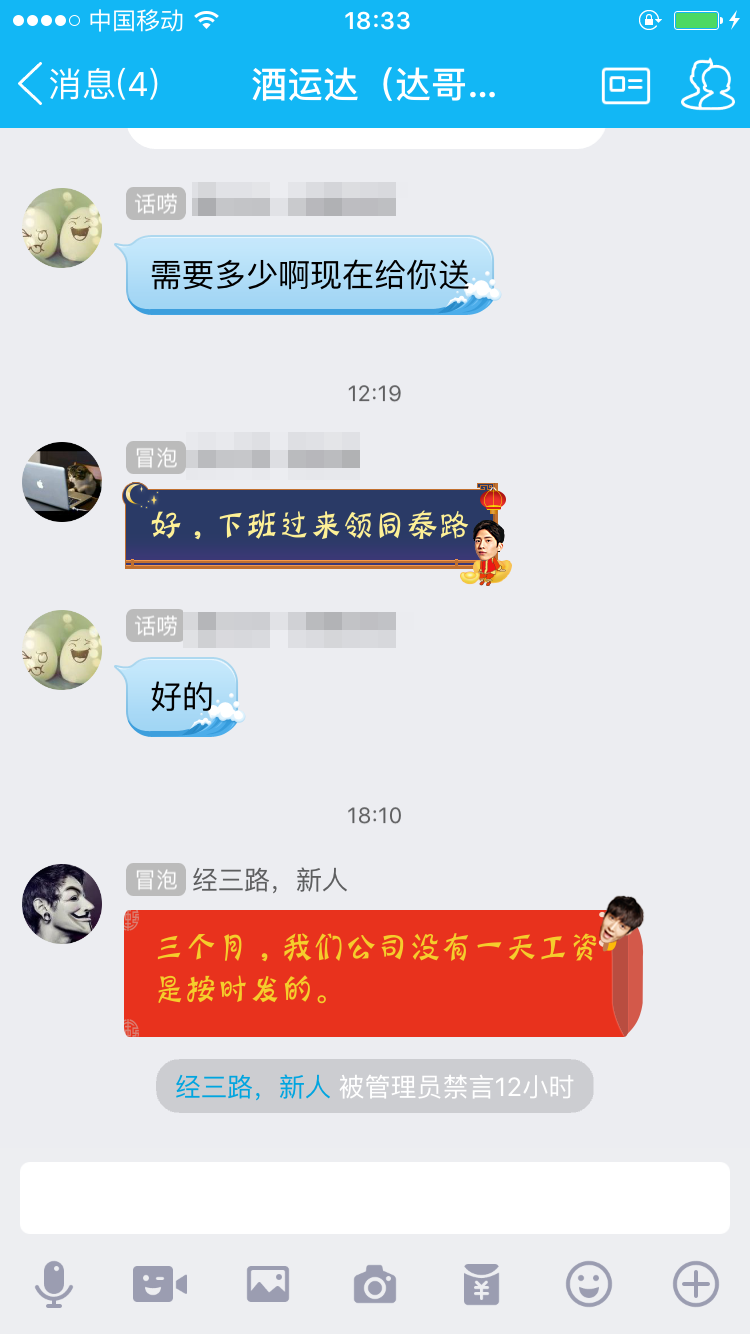 中国移动
18:33
消息(4)
酒运达（达哥...
话唠
需要多少啊现在给你送
12:19
冒泡
好，下班过来领同泰路
话唠
好的
18:10
冒泡 经三路，新人
三个月，我们公司没有一天工资
是按时发的。
经三路，新人 被管理员禁言12小时